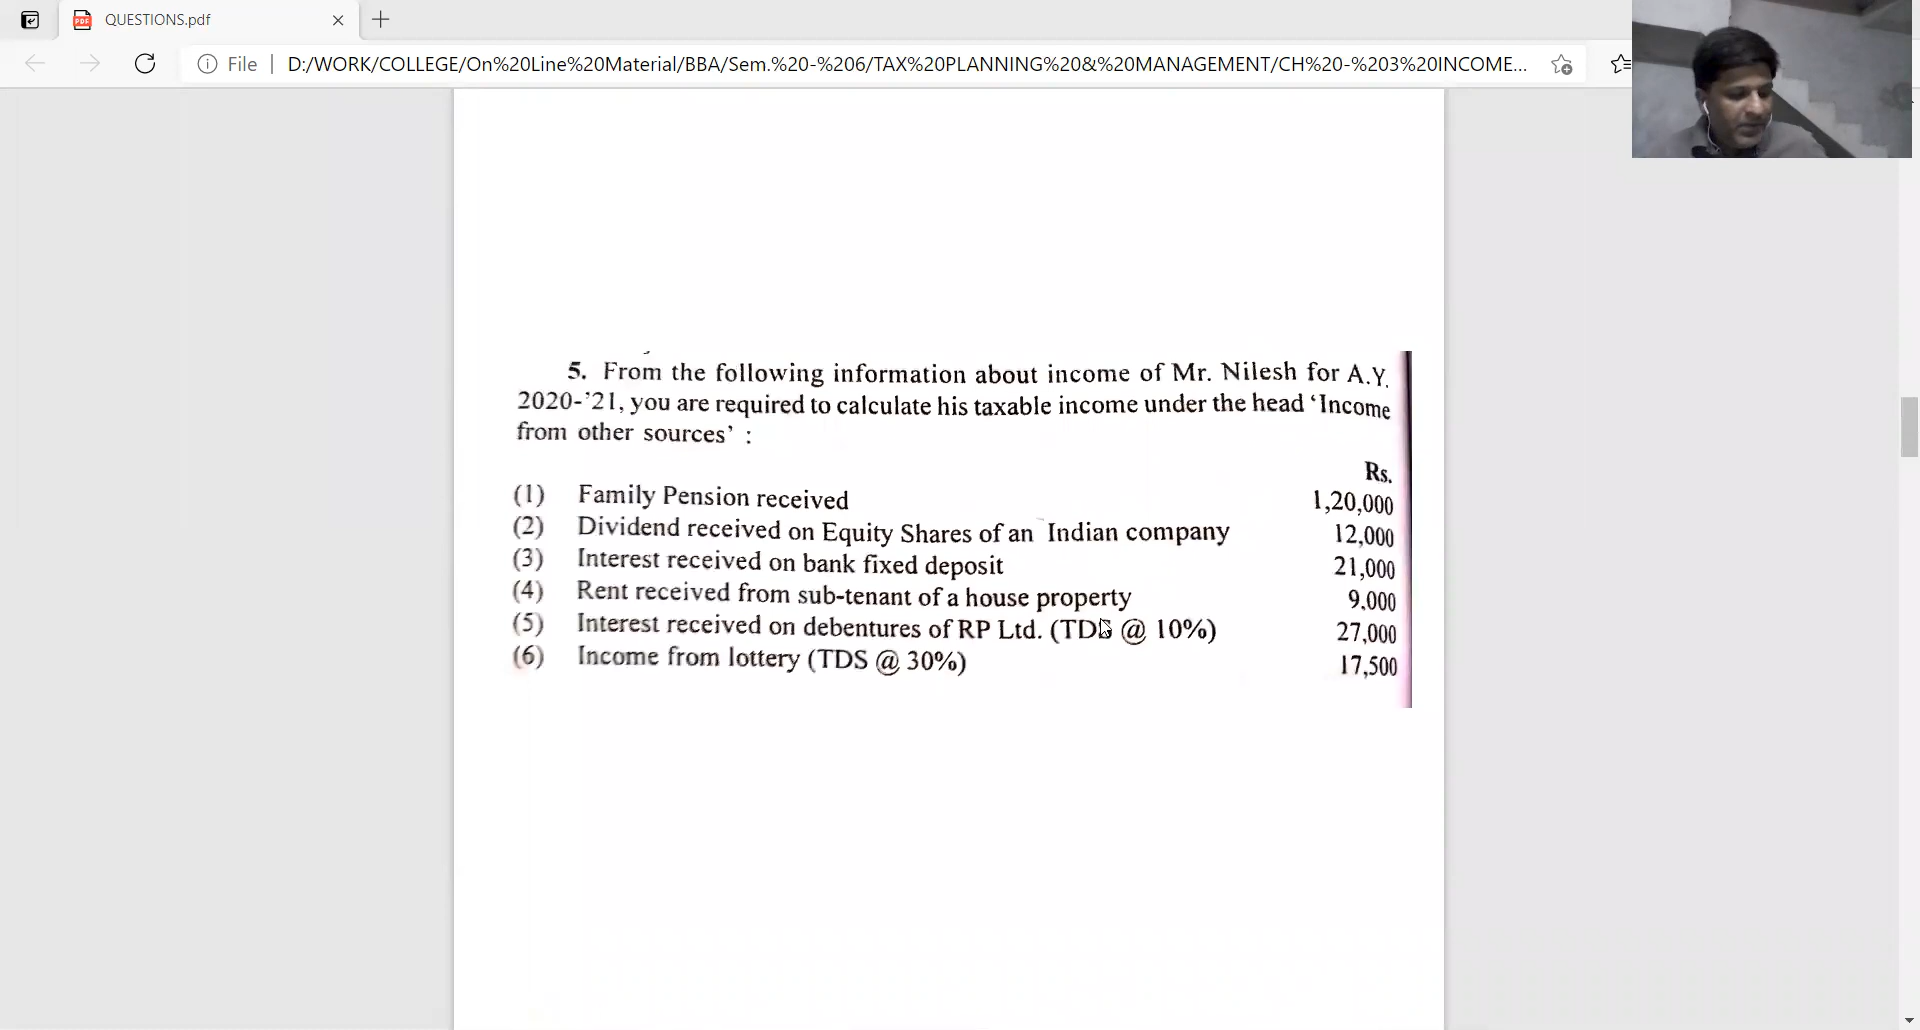 QUESTIONS.pdf
File | D:/WORK/COLLEGE/On%20Line%20Material/BBA/Sem.%20-%206/TAX%20PLANNING%20&%20MANAGEMENT/CH%20-%203%20INCOME...
5. From the following information about income of Mr. Nilesh for A.Y.
2020-'21, you are required to calculate his taxable income under the head 'Income
from other sources' :
Rs.
(1) Family Pension received 1,20,000
(2) Dividend received on Equity Shares of an Indian company 12,000
(3) Interest received on bank fixed deposit 21,000
(4) Rent received from sub-tenant of a house property 9,000
(5) Interest received on debentures of RP Ltd. (TDS @ 10%) 27,000
(6) Income from lottery (TDS @ 30%) 17,500